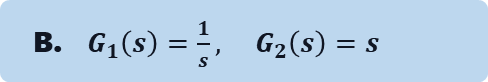 B. G₁(s) = 1/s, G₂(s) = s